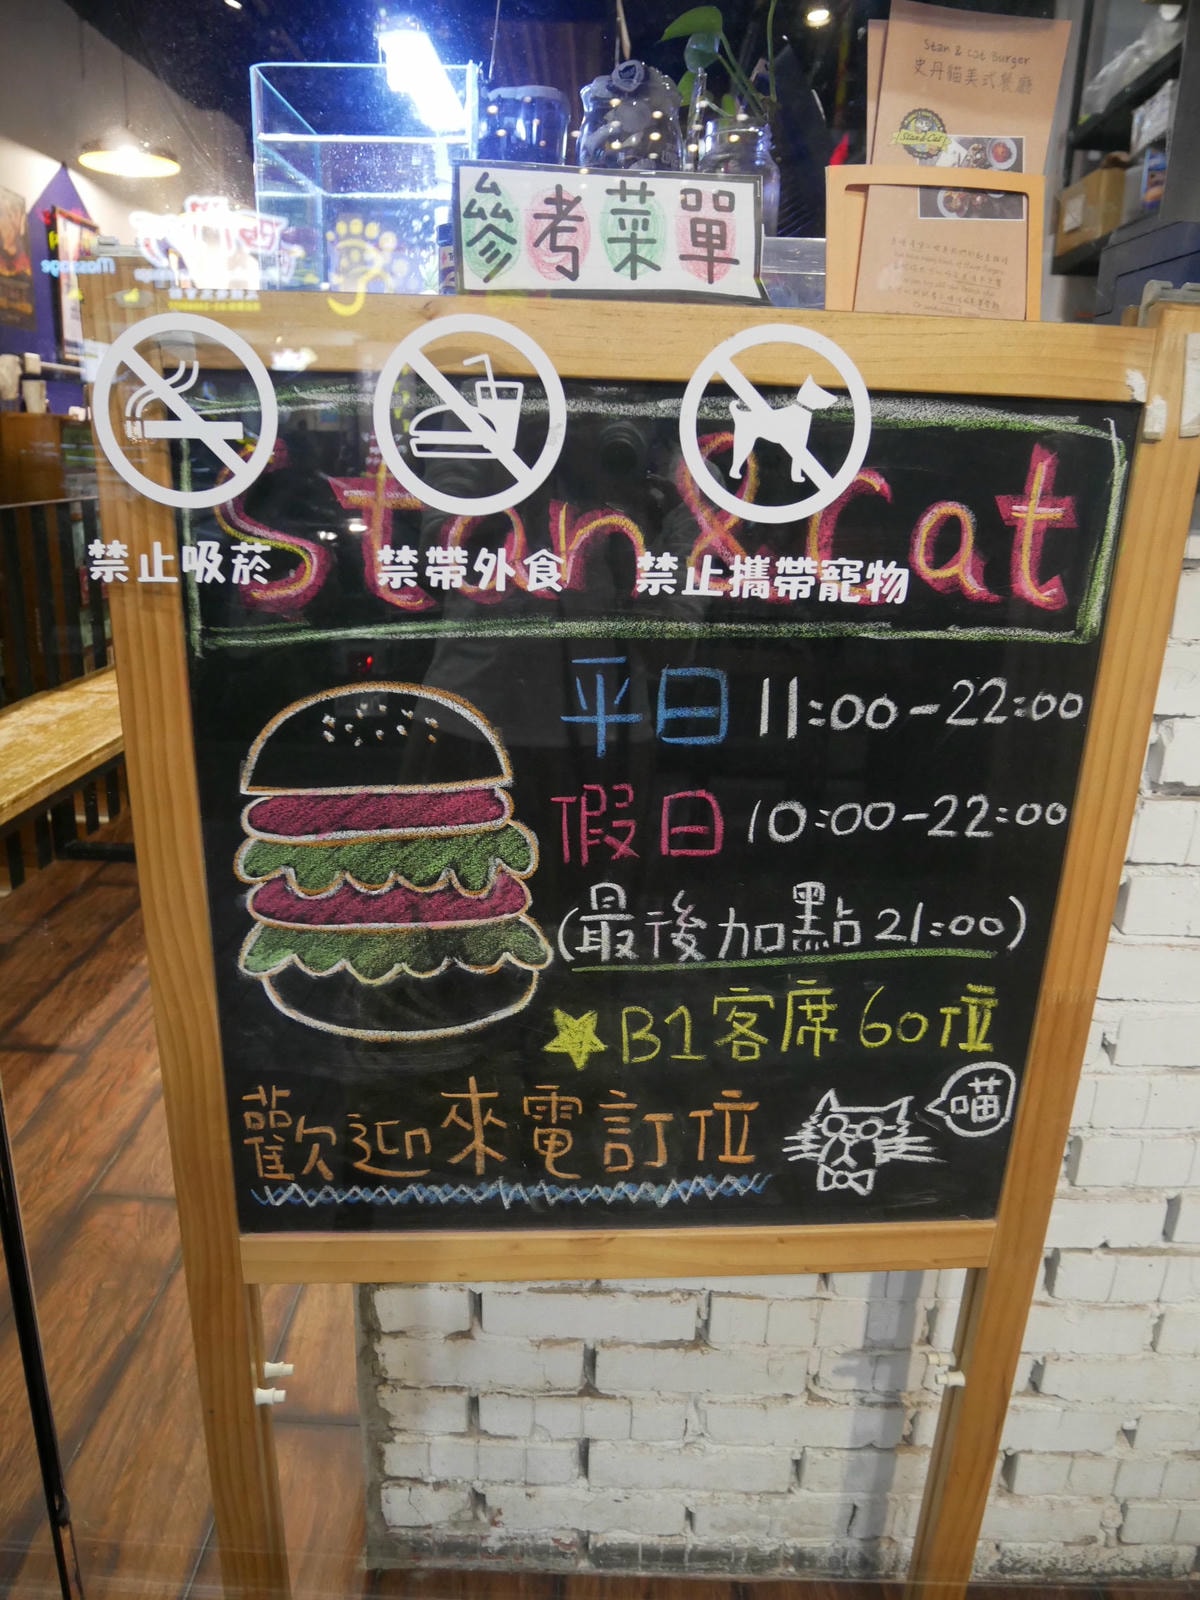 Stan & Cat Burger
史丹貓美式餐廳
Stan & Cat
參考菜單
Massage
Stan & Cat
禁止吸菸
禁帶外食
禁止攜帶寵物
平日 11:00-22:00
假日 10:00-22:00
(最後加點 21:00)
B1客席60位
歡迎來電訂位
喵